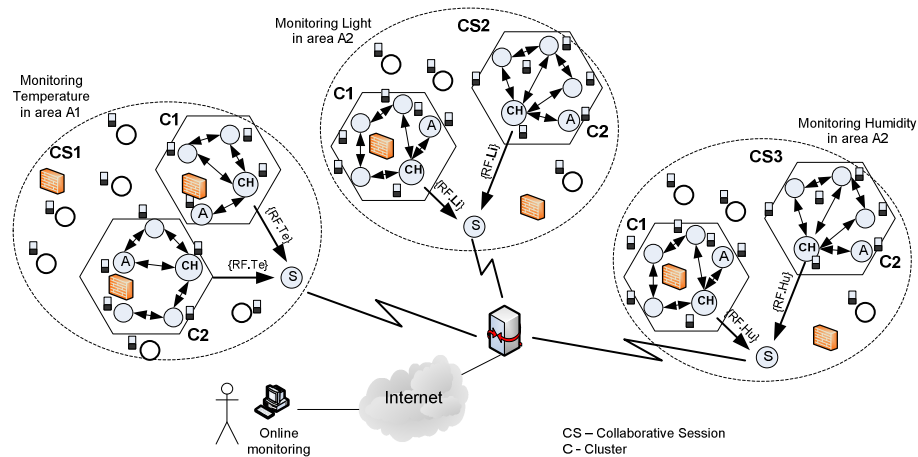 Monitoring Light
in area A2
CS2
Monitoring
Temperature
in area A1
C1
CS1
CH
A
{RF.Te}
A
CH
{RF.Te}
S
C2
C1
A
CH
{RF.Li}
CH
A
C2
{RF.Li}
S
Monitoring Humidity
in area A2
CS3
C1
A
CH
{RF.Hu}
CH
A
C2
{RF.Hu}
S
Internet
Online
monitoring
CS – Collaborative Session
C - Cluster